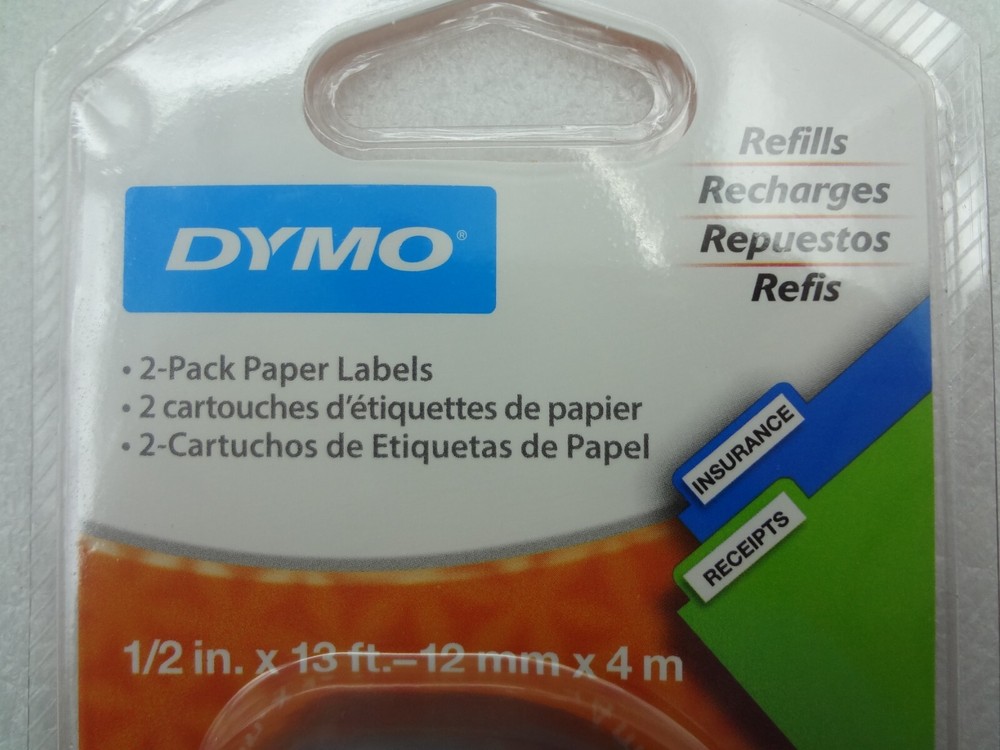 Refills
Recharges
Repuestos
Refis
DYMO®
• 2-Pack Paper Labels
• 2 cartouches d'étiquettes de papier
• 2-Cartuchos de Etiquetas de Papel
INSURANCE
RECEIPTS
1/2 in. x 13 ft.–12 mm x 4 m